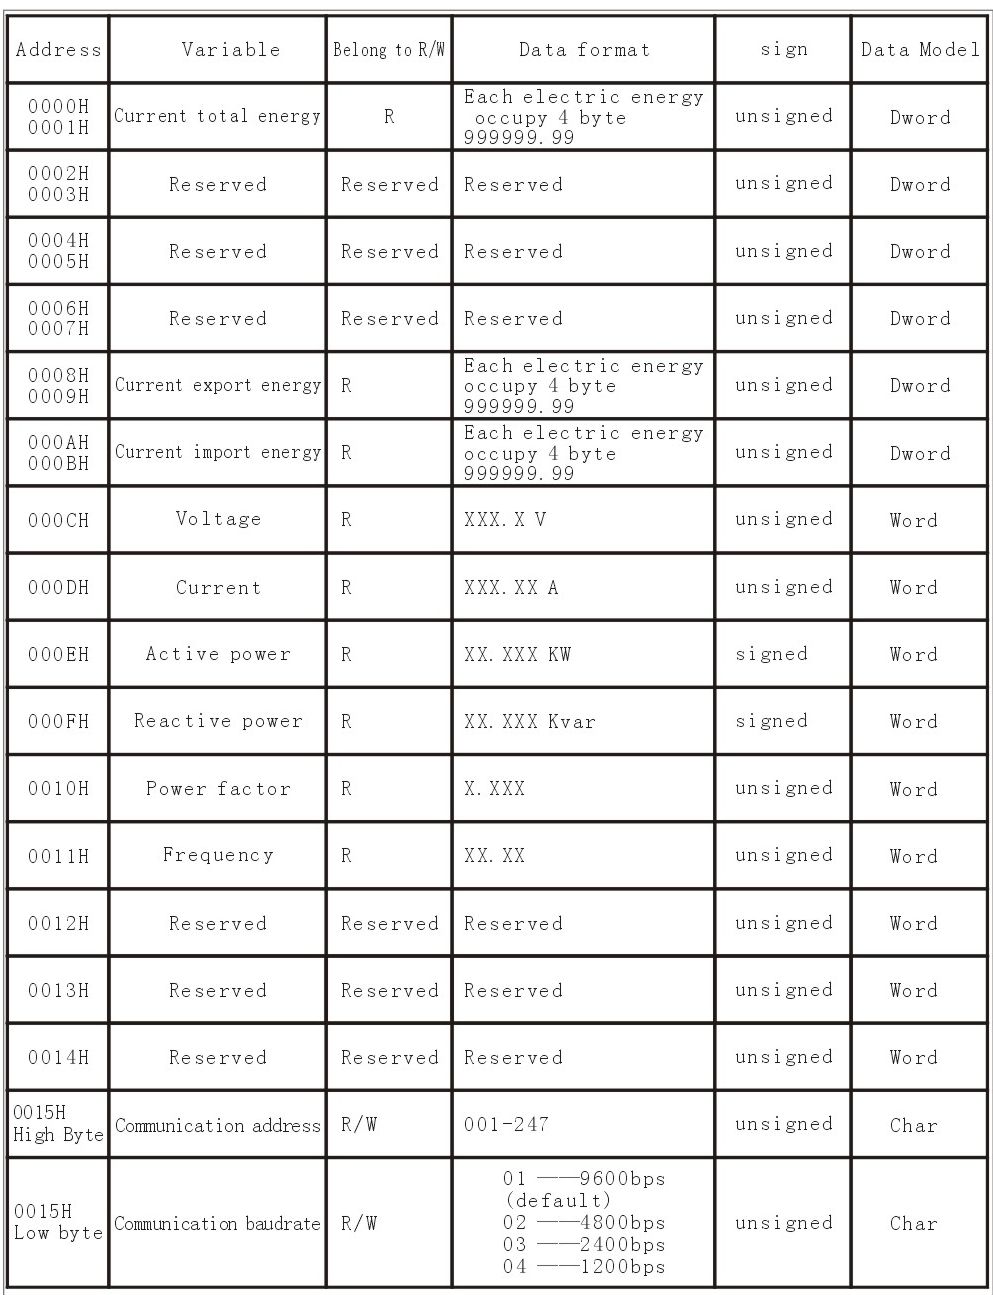 Address Variable Belong to R/W Data format sign Data Model
0000H
0001H
Current total energy
R
Each electric energy
occupy 4 byte
999999.99
unsigned
Dword
0002H
0003H
Reserved
Reserved
Reserved
unsigned
Dword
0004H
0005H
Reserved
Reserved
Reserved
unsigned
Dword
0006H
0007H
Reserved
Reserved
Reserved
unsigned
Dword
0008H
0009H
Current export energy
R
Each electric energy
occupy 4 byte
999999.99
unsigned
Dword
000AH
000BH
Current import energy
R
Each electric energy
occupy 4 byte
999999.99
unsigned
Dword
000CH Voltage R XXX.X V unsigned Word
000DH Current R XXX.XX A unsigned Word
000EH Active power R XX.XXX KW signed Word
000FH Reactive power R XX.XXX Kvar signed Word
0010H Power factor R X.XXX unsigned Word
0011H Frequency R XX.XX unsigned Word
0012H Reserved Reserved Reserved unsigned Word
0013H Reserved Reserved Reserved unsigned Word
0014H Reserved Reserved Reserved unsigned Word
0015H
High Byte
Communication address
R/W
001-247
unsigned
Char
0015H
Low byte
Communication baudrate
R/W
01 ——9600bps
(default)
02 ——4800bps
03 ——2400bps
04 ——1200bps
unsigned
Char